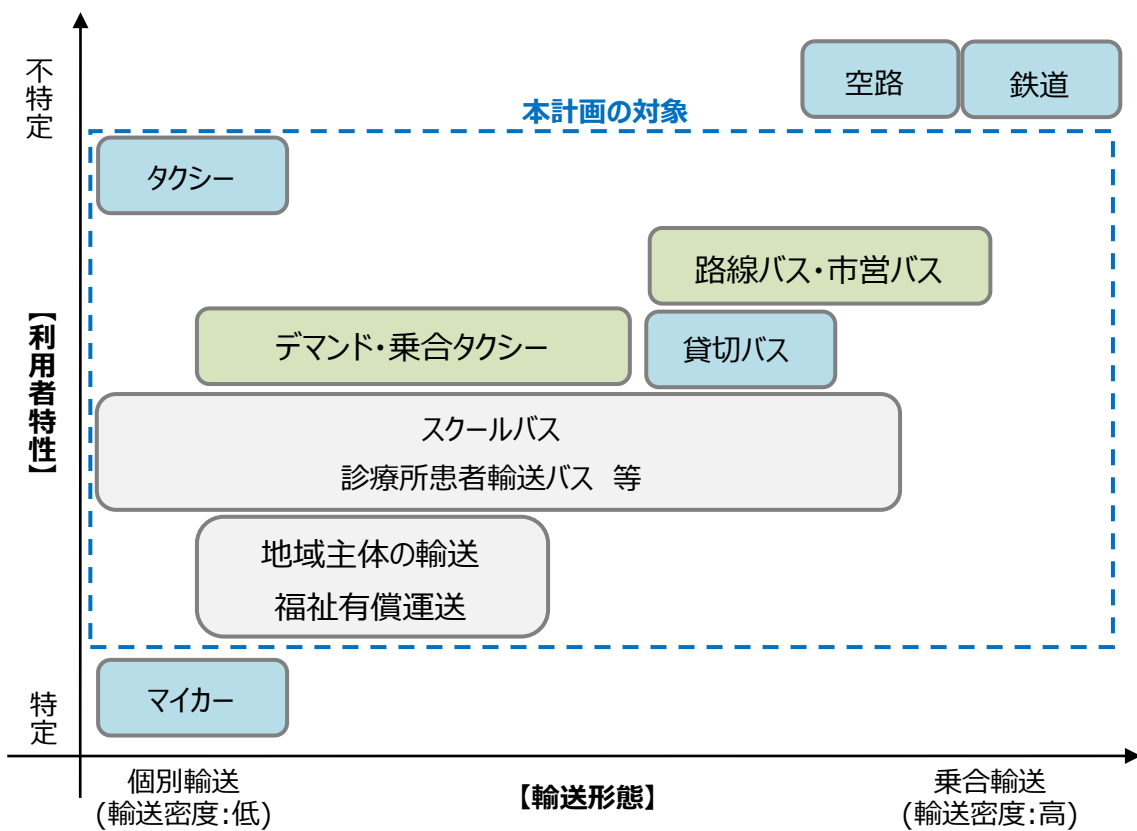 不特定
空路
鉄道
本計画の対象
タクシー
路線バス・市営バス
デマンド・乗合タクシー
貸切バス
【利用者特性】
スクールバス
診療所患者輸送バス 等
地域主体の輸送
福祉有償運送
マイカー
特定
個別輸送
(輸送密度:低)
【輸送形態】
乗合輸送
(輸送密度:高)